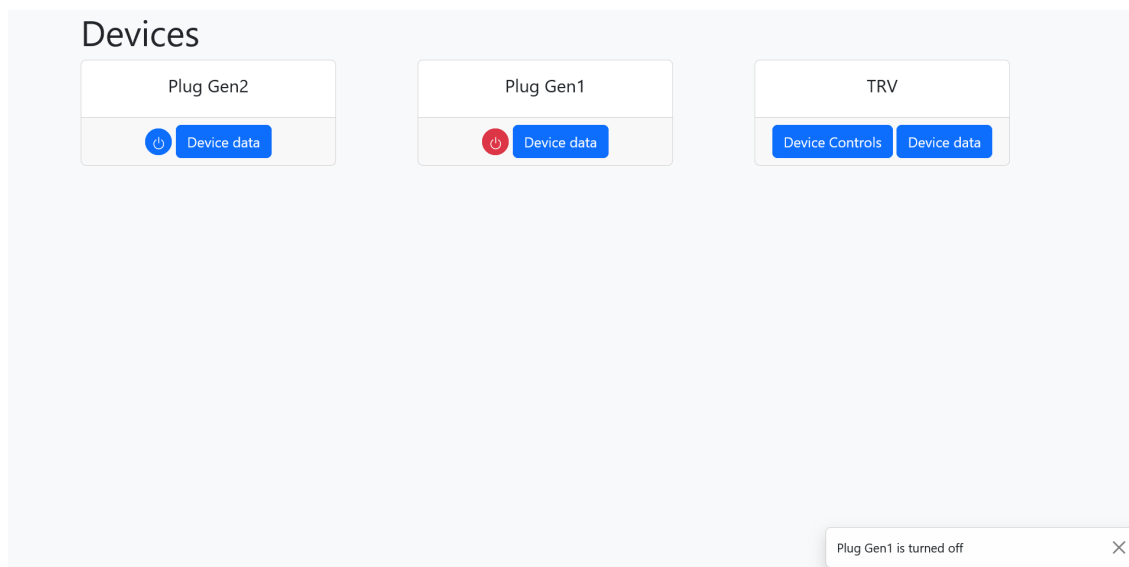 Devices
Plug Gen2
Device data
Plug Gen1
Device data
TRV
Device Controls
Device data
Plug Gen1 is turned off